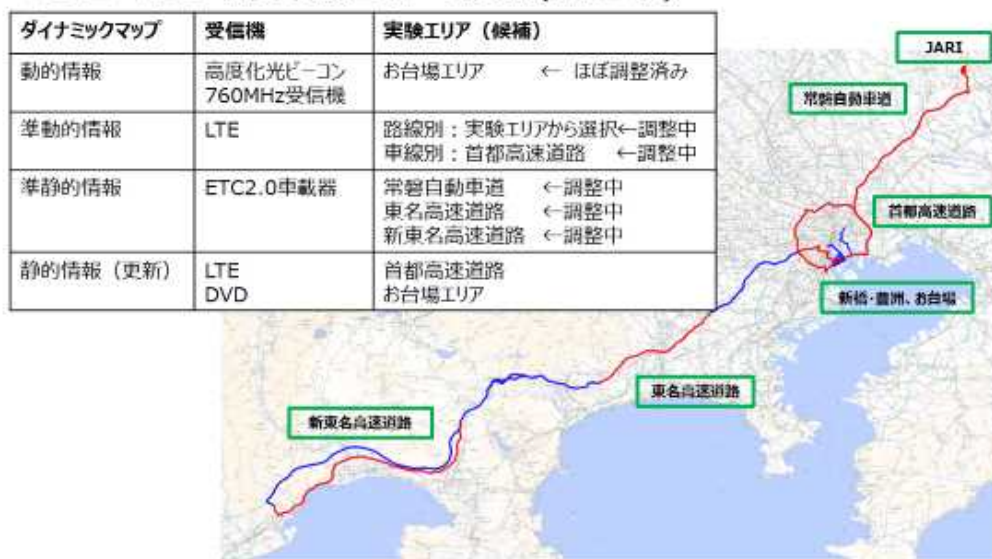 ダイナミックマップ 受信機 実験エリア（候補）
動的情報 高度化光ビーコン お台場エリア ← ほぼ調整済み
760MHz受信機
準動的情報 LTE 路線別：実験エリアから選択←調整中
車線別：首都高速道路 ←調整中
準静的情報 ETC2.0車載器 常磐自動車道 ←調整中
東名高速道路 ←調整中
新東名高速道路 ←調整中
静的情報（更新） LTE 首都高速道路
DVD お台場エリア
JARI
常磐自動車道
首都高速道路
新橋・豊洲、お台場
東名高速道路
新東名高速道路